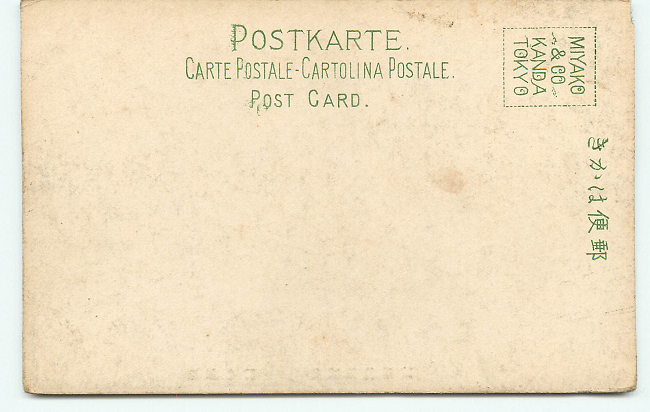 POSTKARTE.
CARTE POSTALE-CARTOLINA POSTALE.
POST CARD.
MIYAKO
& CO
KANDA
TOKYO
きかは便郵